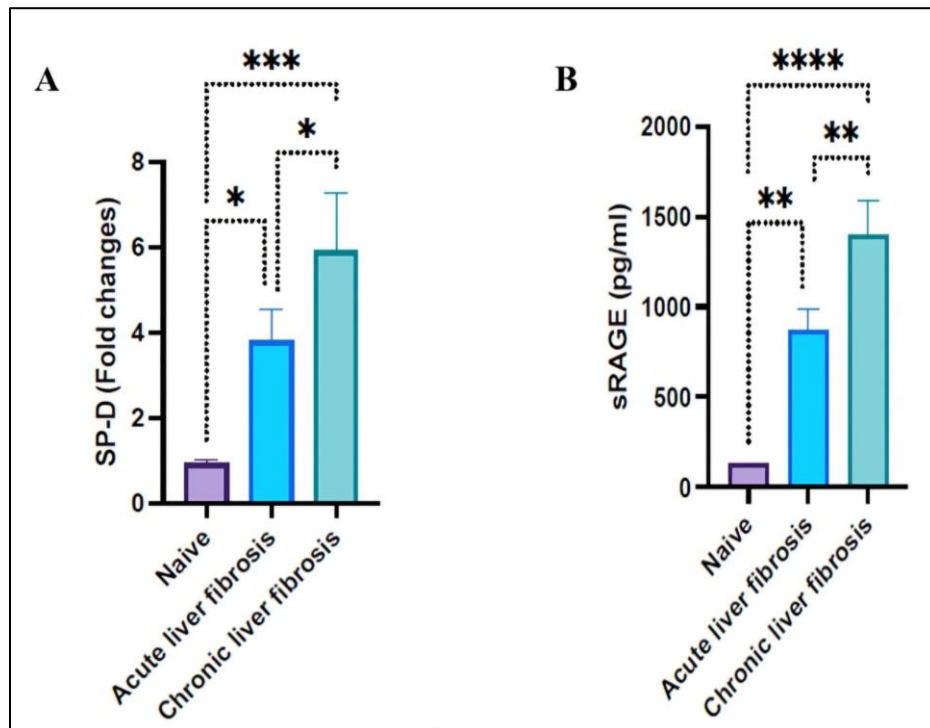 A
***
*
*
SP-D (Fold changes)
8
6
4
2
0
Naive
Acute liver fibrosis
Chronic liver fibrosis
B
****
**
**
sRAGE (pg/ml)
2000
1500
1000
500
0
Naive
Acute liver fibrosis
Chronic liver fibrosis